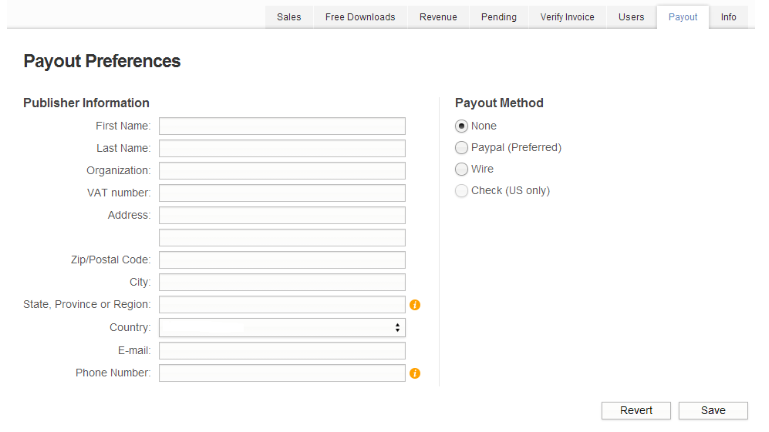 Sales Free Downloads Revenue Pending Verify Invoice Users Payout Info
Payout Preferences
Publisher Information
First Name:
Last Name:
Organization:
VAT number:
Address:
Zip/Postal Code:
City:
State, Province or Region:
Country:
E-mail:
Phone Number:
Payout Method
None
Paypal (Preferred)
Wire
Check (US only)
Revert Save